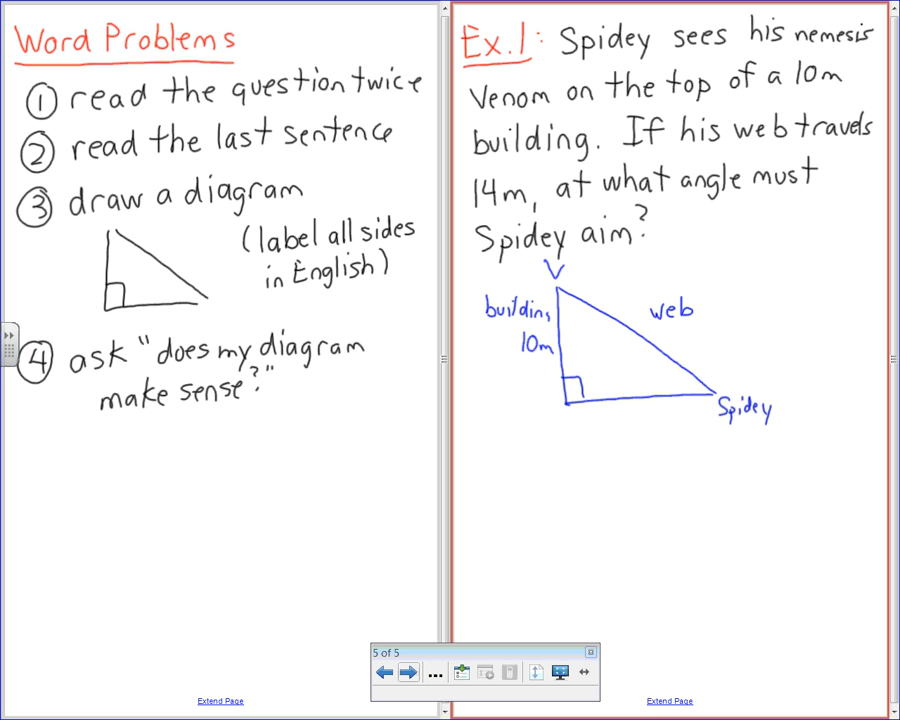 Word Problems
① read the question twice
② read the last sentence
③ draw a diagram
(label all sides
in English)
④ ask "does my diagram
make sense?"
Ex.1: Spidey sees his nemesis
Venom on the top of a 10m
building. If his web travels
14m, at what angle must
Spidey aim?
V
building
web
10m
Spidey
5 of 5
...
Extend Page
Extend Page